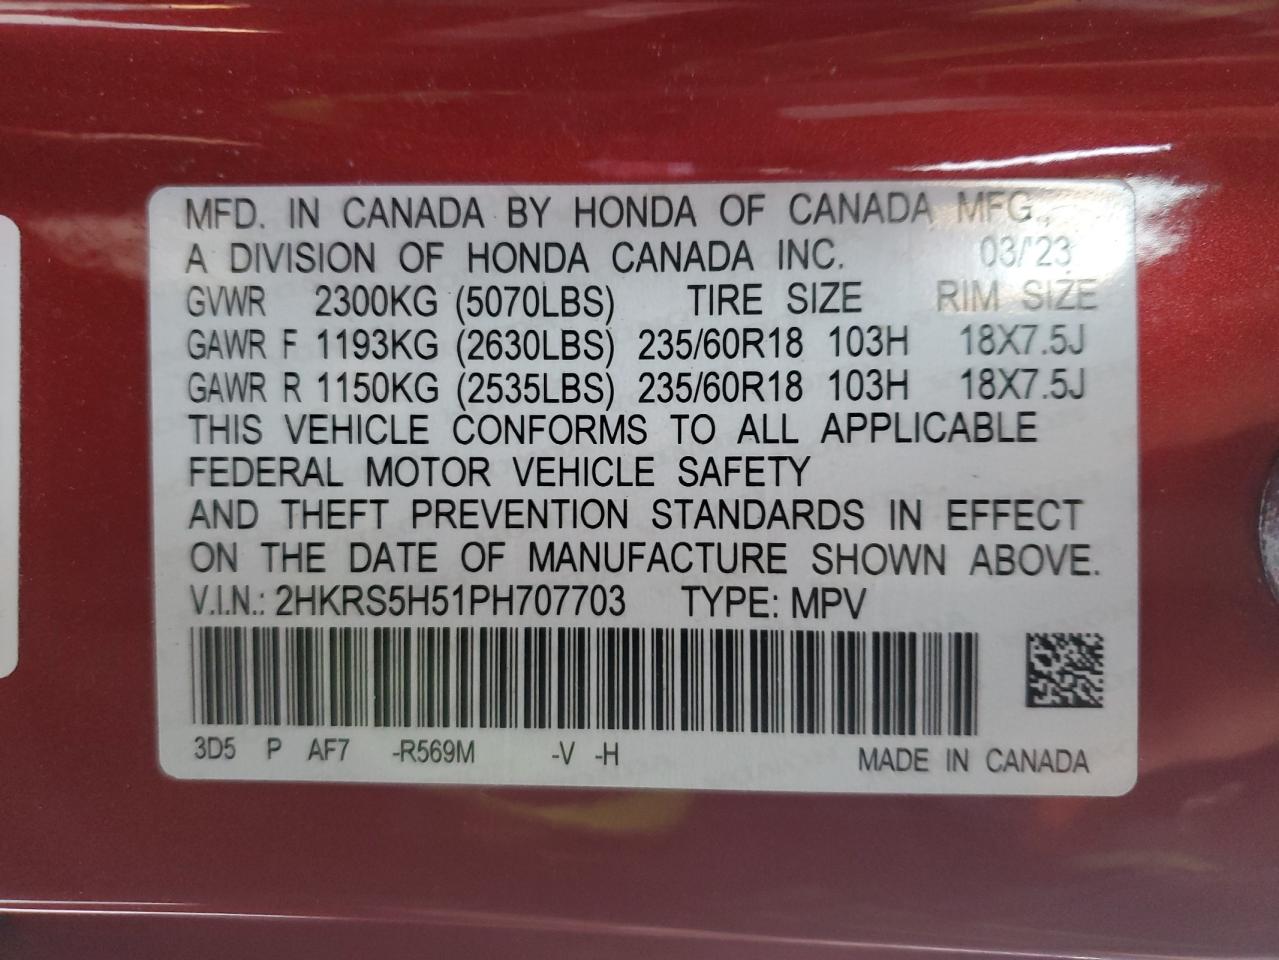 MFD. IN CANADA BY HONDA OF CANADA MFG.,
A DIVISION OF HONDA CANADA INC. 03/'23
GVWR 2300KG (5070LBS) TIRE SIZE RIM SIZE
GAWR F 1193KG (2630LBS) 235/60R18 103H 18X7.5J
GAWR R 1150KG (2535LBS) 235/60R18 103H 18X7.5J
THIS VEHICLE CONFORMS TO ALL APPLICABLE
FEDERAL MOTOR VEHICLE SAFETY
AND THEFT PREVENTION STANDARDS IN EFFECT
ON THE DATE OF MANUFACTURE SHOWN ABOVE.
V.I.N.: 2HKRS5H51PH707703 TYPE: MPV
3D5 P AF7 -R569M -V -H MADE IN CANADA